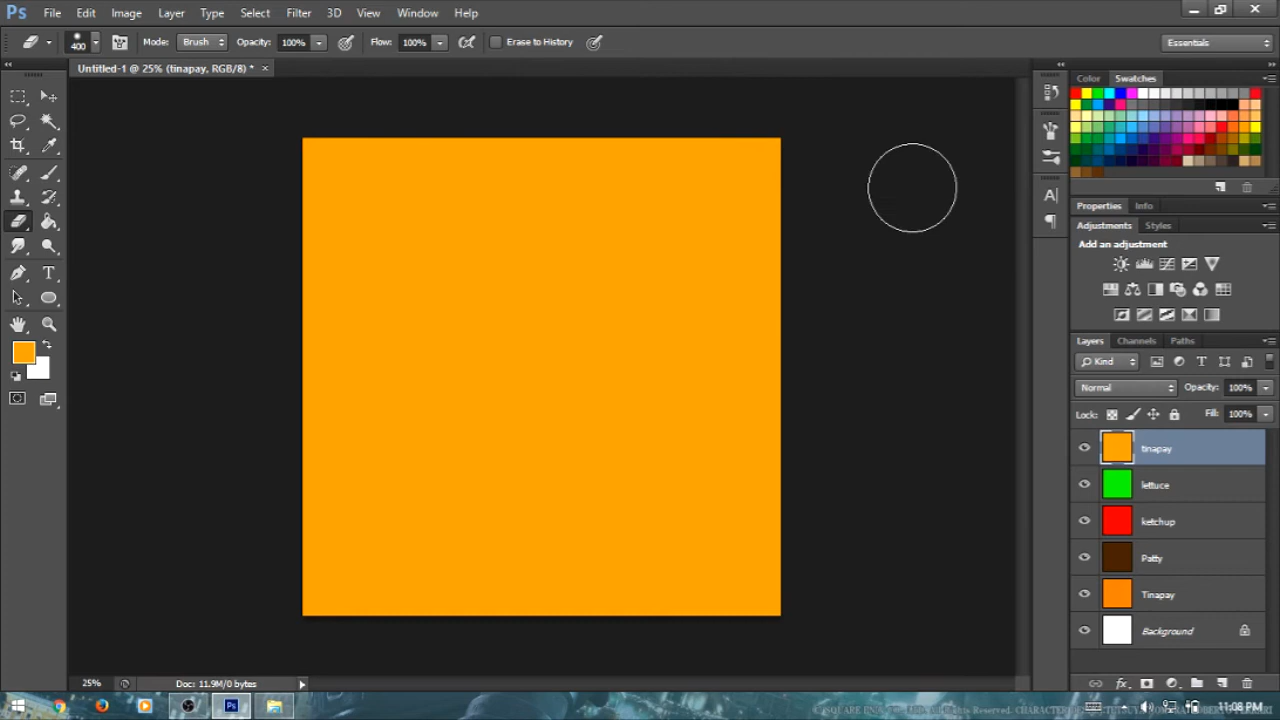 Ps File Edit Image Layer Type Select Filter 3D View Window Help
400 Mode: Brush Opacity: 100% Flow: 100% Erase to History Essentials
Untitled-1 @ 25% (tinapay, RGB/8) * ×
Color Swatches
Properties Info
Adjustments Styles
Add an adjustment
Layers Channels Paths
Kind
Normal Opacity: 100%
Lock: Fill: 100%
tinapay
lettuce
ketchup
Patty
Tinapay
Background
25% Doc: 11.9M/0 bytes
fx
Ps 11:08 PM